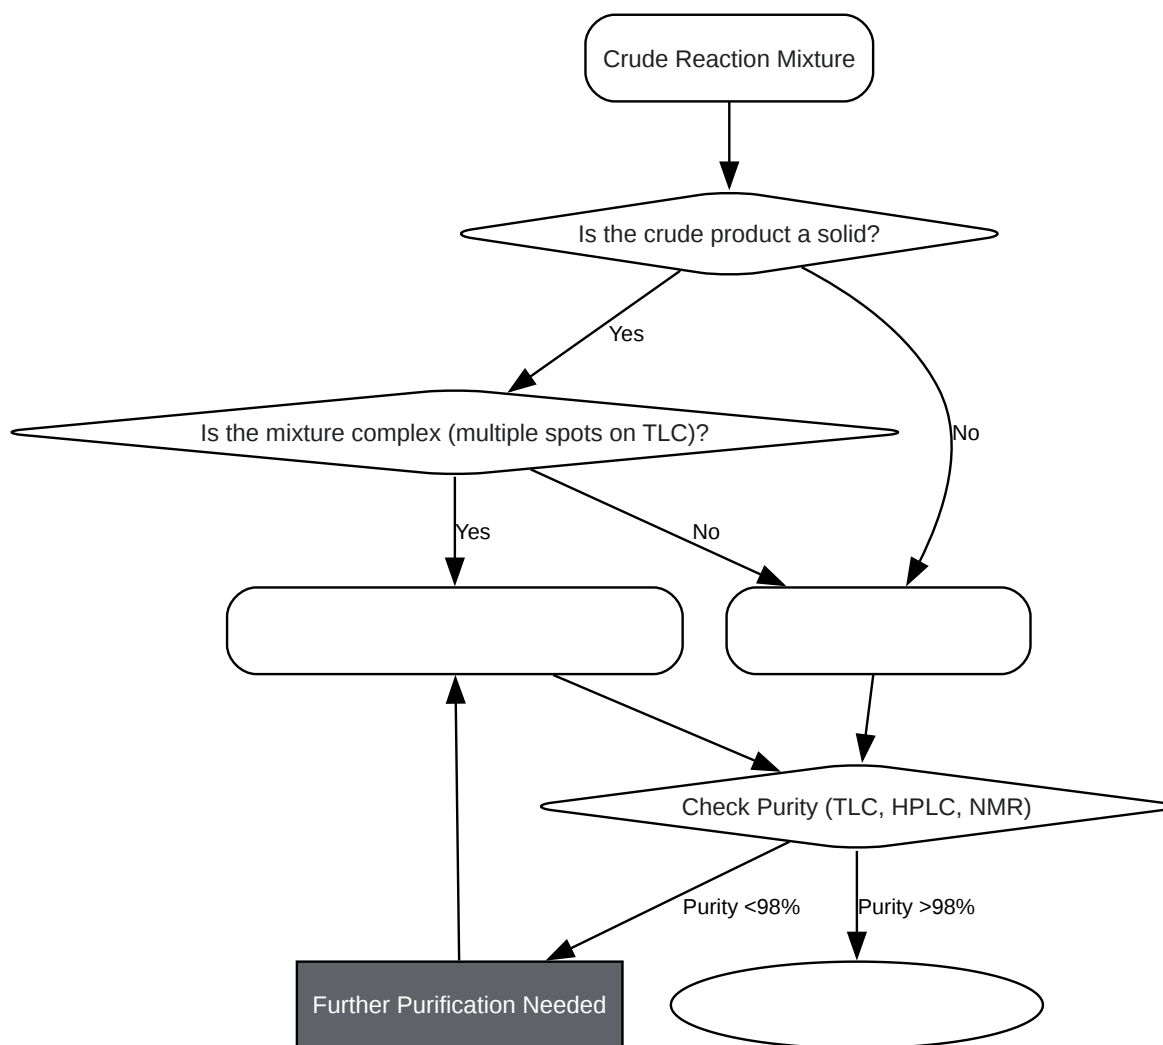 Crude Reaction Mixture
Is the crude product a solid?
Yes
Is the mixture complex (multiple spots on TLC)?
No
Yes
No
Check Purity (TLC, HPLC, NMR)
Purity <98%
Purity >98%
Further Purification Needed